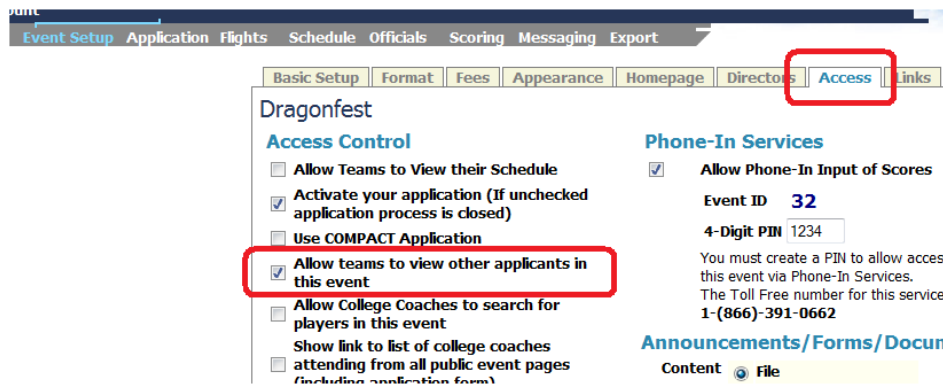 Event Setup Application Flights Schedule Officials Scoring Messaging Export
Basic Setup Format Fees Appearance Homepage Directors Access Links
Dragonfest
Access Control
Allow Teams to View their Schedule
Activate your application (If unchecked
application process is closed)
Use COMPACT Application
Allow teams to view other applicants in
this event
Allow College Coaches to search for
players in this event
Show link to list of college coaches
attending from all public event pages
(including application form)
Phone-In Services
Allow Phone-In Input of Scores
Event ID 32
4-Digit PIN 1234
You must create a PIN to allow acces
this event via Phone-In Services.
The Toll Free number for this service
1-(866)-391-0662
Announcements/Forms/Docum
Content File